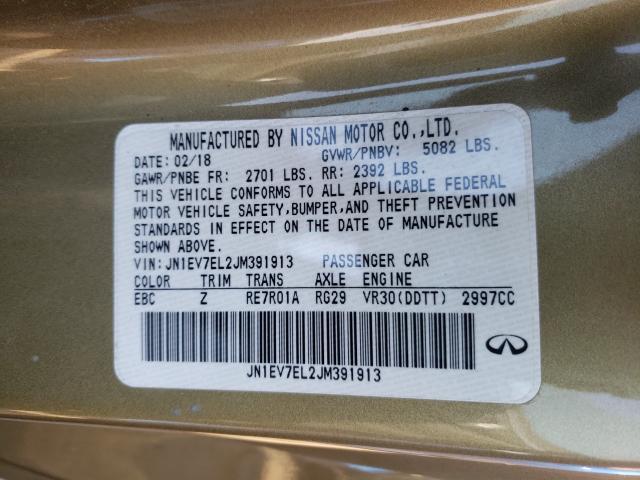 MANUFACTURED BY NISSAN MOTOR CO.,LTD.
DATE: 02/18 GVWR/PNBV: 5082 LBS.
GAWR/PNBE FR: 2701 LBS. RR: 2392 LBS.
THIS VEHICLE CONFORMS TO ALL APPLICABLE FEDERAL
MOTOR VEHICLE SAFETY,BUMPER,AND THEFT PREVENTION
STANDARDS IN EFFECT ON THE DATE OF MANUFACTURE
SHOWN ABOVE.
VIN: JN1EV7EL2JM391913 PASSENGER CAR
COLOR TRIM TRANS AXLE ENGINE
EBC Z RE7R01A RG29 VR30(DDTT) 2997CC
JN1EV7EL2JM391913